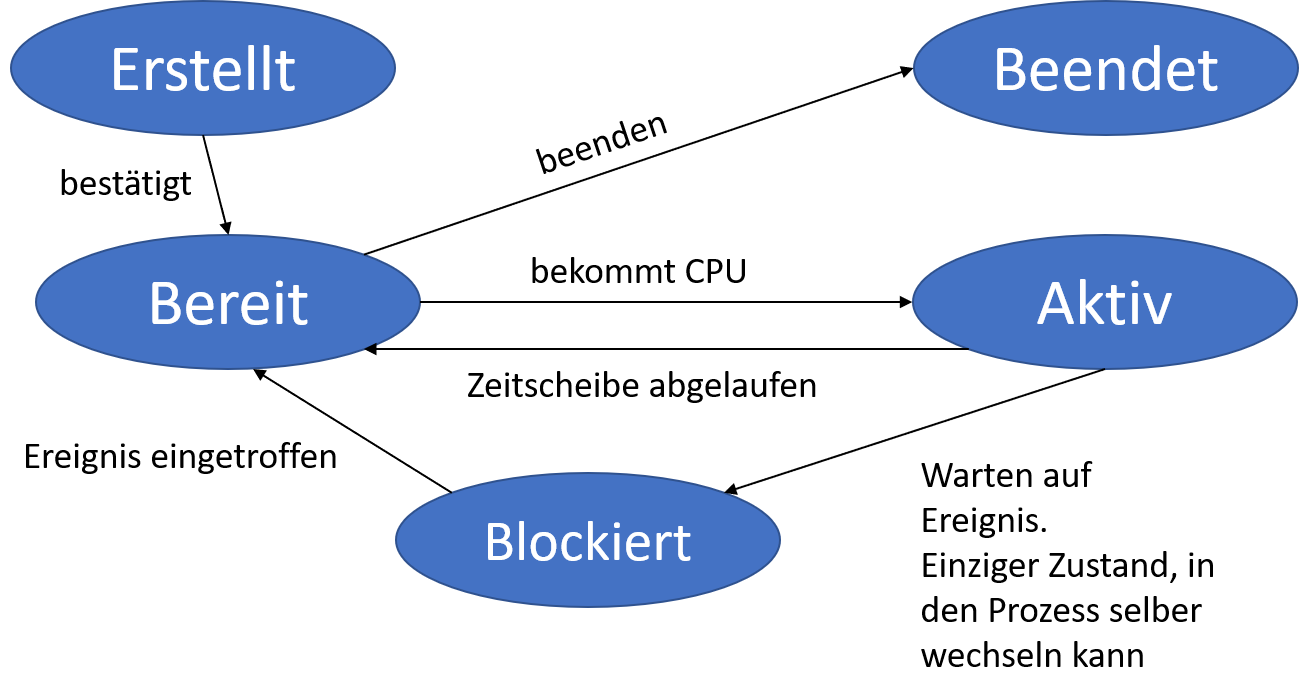 Erstellt
Beendet
beenden
bestätigt
bekommt CPU
Bereit
Aktiv
Zeitscheibe abgelaufen
Ereignis eingetroffen
Blockiert
Warten auf
Ereignis.
Einziger Zustand, in
den Prozess selber
wechseln kann